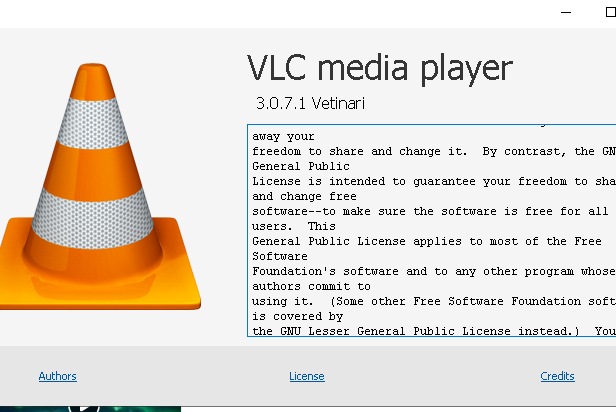 VLC media player
3.0.7.1 Vetinari
away your
freedom to share and change it.  By contrast, the GN
General Public
License is intended to guarantee your freedom to sha
and change free
software--to make sure the software is free for all
users.  This
General Public License applies to most of the Free
Software
Foundation's software and to any other program whose
authors commit to
using it.  (Some other Free Software Foundation soft
is covered by
the GNU Lesser General Public License instead.)  You
Authors
License
Credits